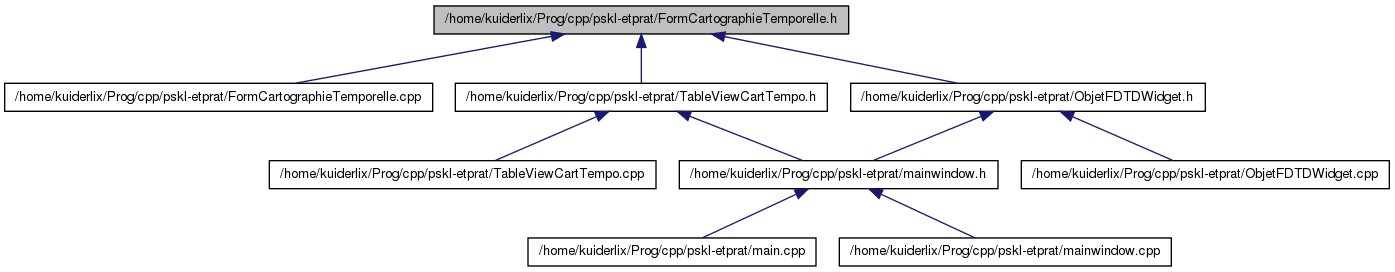 /home/kuiderlix/Prog/cpp/pskl-etprat/FormCartographieTemporelle.h
/home/kuiderlix/Prog/cpp/pskl-etprat/FormCartographieTemporelle.cpp
/home/kuiderlix/Prog/cpp/pskl-etprat/TableViewCartTempo.h
/home/kuiderlix/Prog/cpp/pskl-etprat/ObjetFDTDWidget.h
/home/kuiderlix/Prog/cpp/pskl-etprat/TableViewCartTempo.cpp
/home/kuiderlix/Prog/cpp/pskl-etprat/mainwindow.h
/home/kuiderlix/Prog/cpp/pskl-etprat/ObjetFDTDWidget.cpp
/home/kuiderlix/Prog/cpp/pskl-etprat/main.cpp
/home/kuiderlix/Prog/cpp/pskl-etprat/mainwindow.cpp